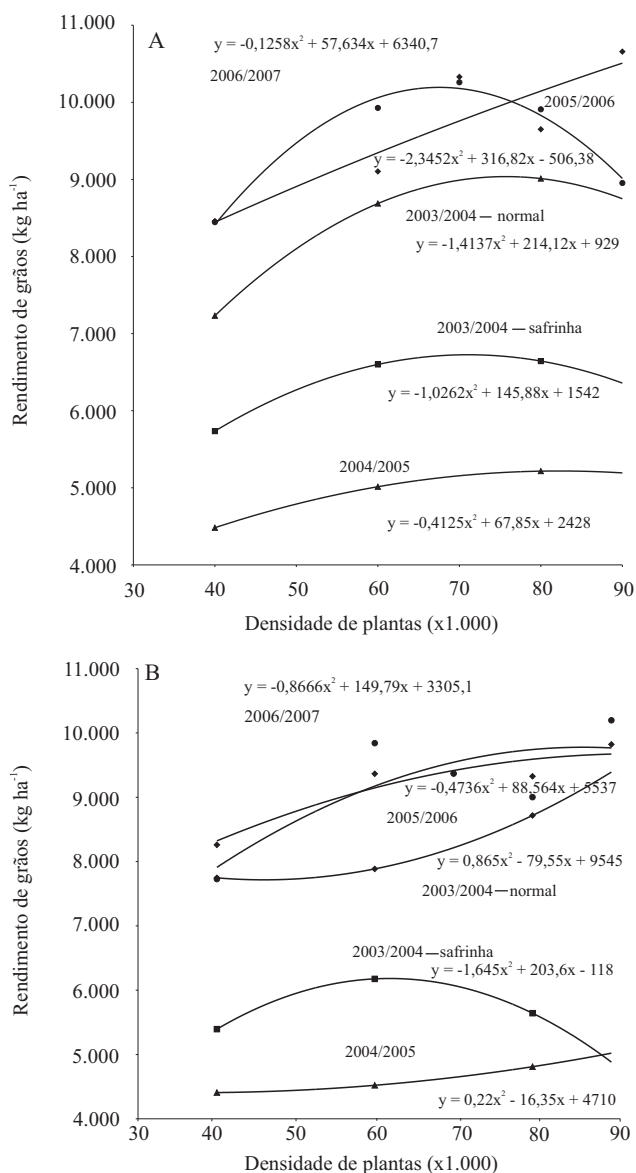 11.000
A
y = -0,1258x² + 57,634x + 6340,7
2006/2007
10.000
2005/2006
y = -2,3452x² + 316,82x - 506,38
9.000
2003/2004 — normal
y = -1,4137x² + 214,12x + 929
8.000
7.000
2003/2004 — safrinha
y = -1,0262x² + 145,88x + 1542
6.000
2004/2005
5.000
y = -0,4125x² + 67,85x + 2428
4.000
Rendimento de grãos (kg ha⁻¹)
30 40 50 60 70 80 90
Densidade de plantas (x1.000)
11.000
B
y = -0,8666x² + 149,79x + 3305,1
2006/2007
10.000
9.000
y = -0,4736x² + 88,564x + 5537
2005/2006
8.000
y = 0,865x² - 79,55x + 9545
2003/2004 — normal
7.000
2003/2004 — safrinha
y = -1,645x² + 203,6x - 118
6.000
2004/2005
5.000
y = 0,22x² - 16,35x + 4710
4.000
Rendimento de grãos (kg ha⁻¹)
30 40 50 60 70 80 90
Densidade de plantas (x1.000)